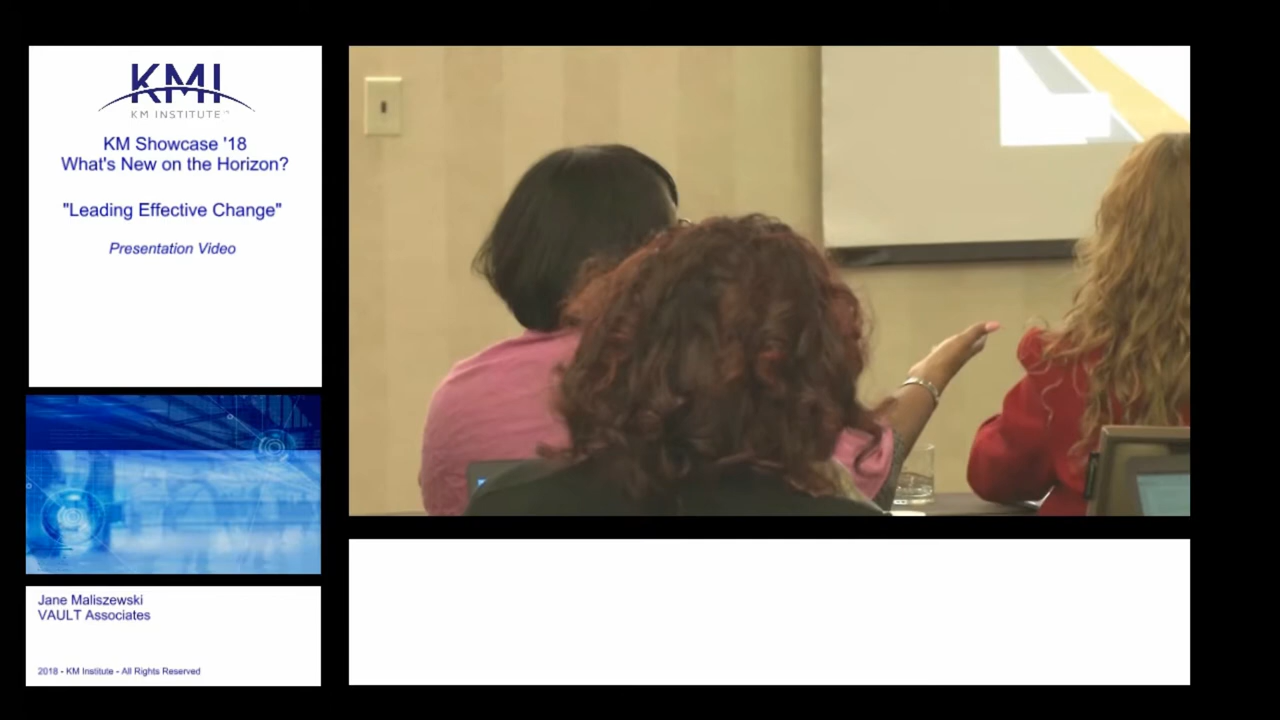 KMI
KM INSTITUTE™
KM Showcase '18
What's New on the Horizon?
"Leading Effective Change"
Presentation Video
Jane Maliszewski
VAULT Associates
2018 - KM Institute - All Rights Reserved